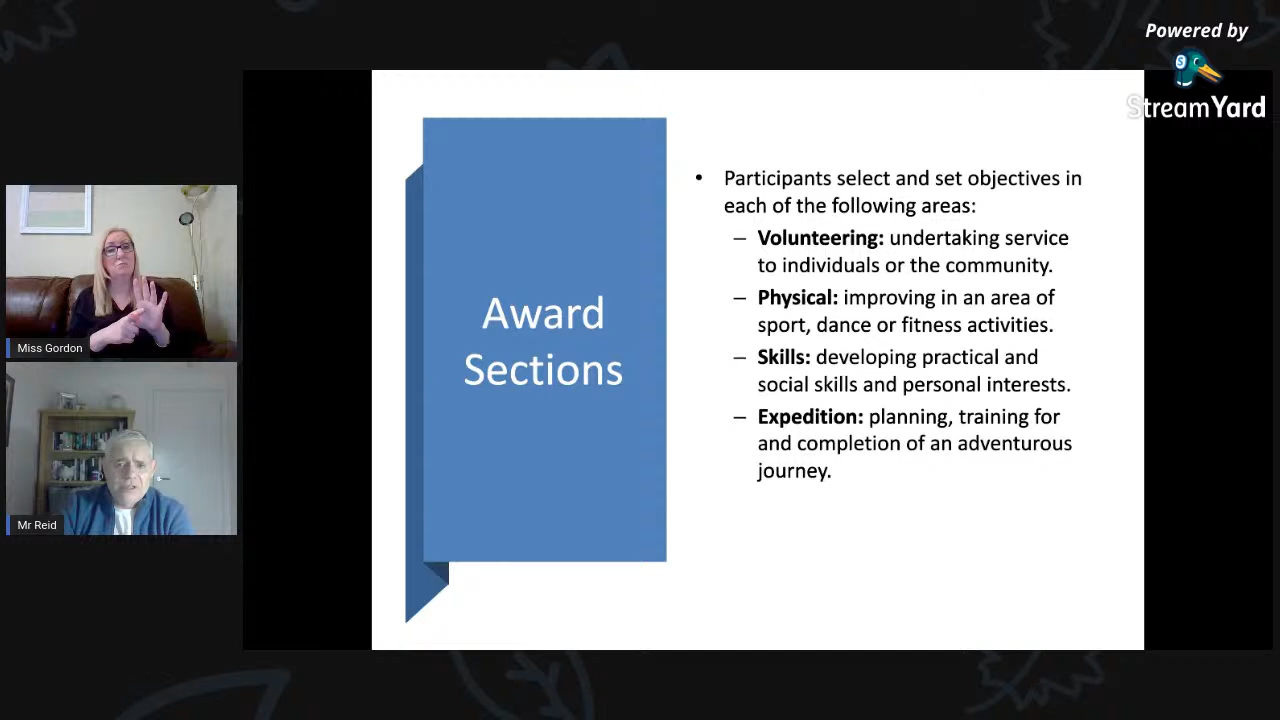 Powered by
StreamYard
Award
Sections
• Participants select and set objectives in
each of the following areas:
– Volunteering: undertaking service
to individuals or the community.
– Physical: improving in an area of
sport, dance or fitness activities.
– Skills: developing practical and
social skills and personal interests.
– Expedition: planning, training for
and completion of an adventurous
journey.
Miss Gordon
Mr Reid